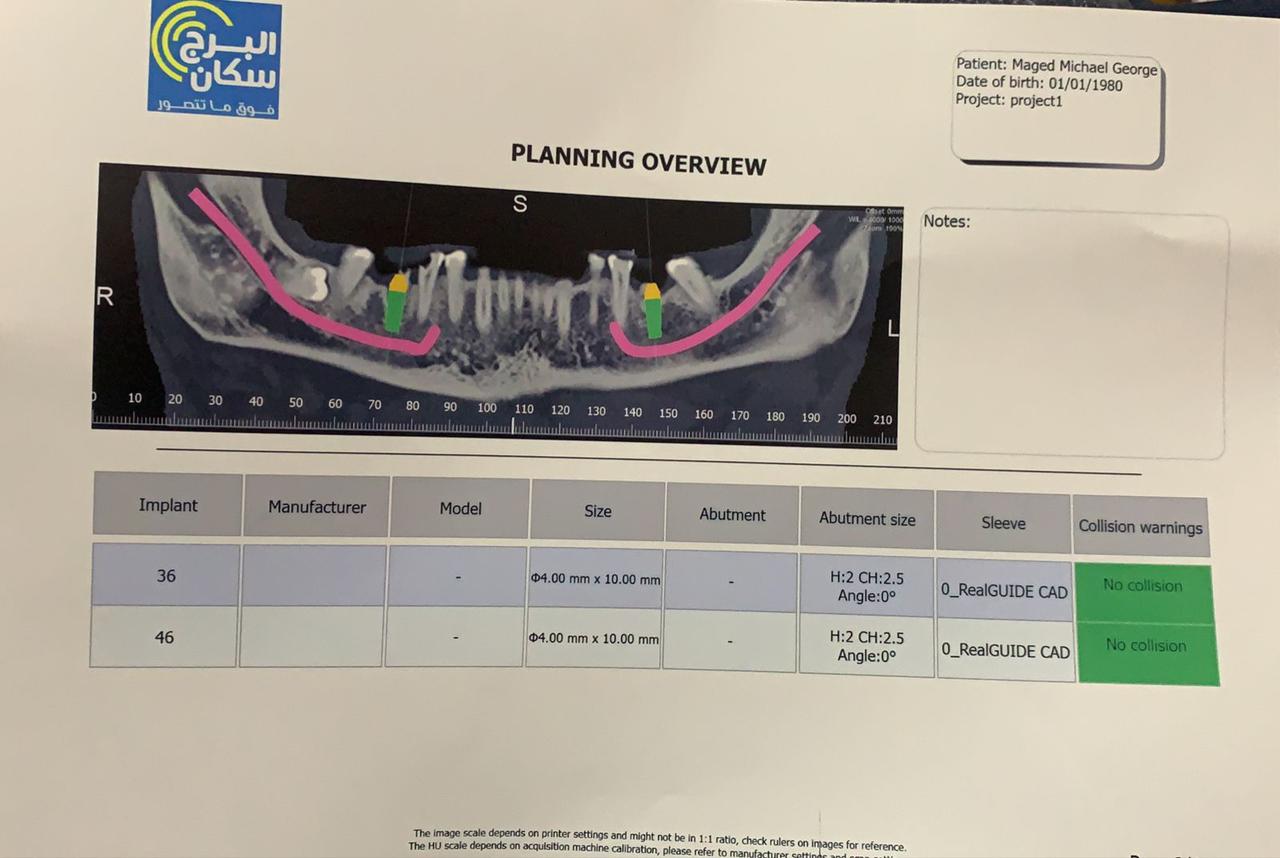 البرج
سكان
فوق ما تتصور
Patient: Maged Michael George
Date of birth: 01/01/1980
Project: project1
PLANNING OVERVIEW
S
Offset 0mm
Zoom 100%
R
L
0 10 20 30 40 50 60 70 80 90 100 110 120 130 140 150 160 170 180 190 200 210
Notes:
Implant Manufacturer Model Size Abutment Abutment size Sleeve Collision warnings
36 - Φ4.00 mm x 10.00 mm - H:2 CH:2.5 Angle:0° 0_RealGUIDE CAD No collision
46 - Φ4.00 mm x 10.00 mm - H:2 CH:2.5 Angle:0° 0_RealGUIDE CAD No collision
The image scale depends on printer settings and might not be in 1:1 ratio, check rulers on images for reference.
The HU scale depends on acquisition machine calibration, please refer to manufacturer settings and